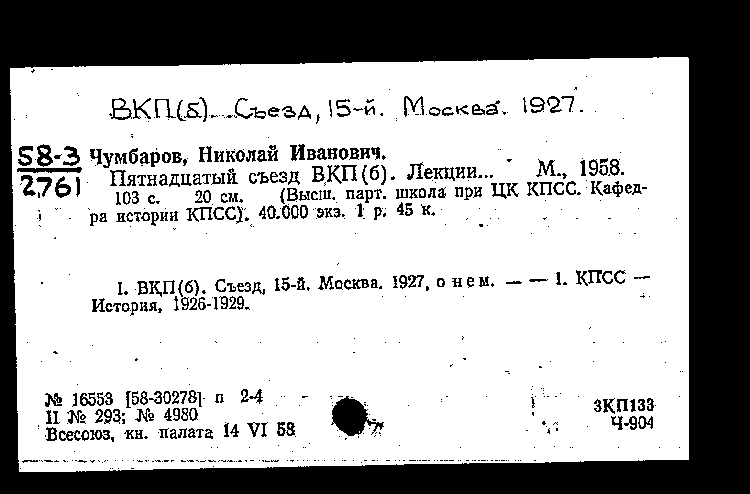 ВКП(б). Съезд, 15-й. Москва. 1927.
58-3 Чумбаров, Николай Иванович.
2761 Пятнадцатый съезд ВКП(б). Лекции... М., 1958.
103 с. 20 см. (Высш. парт. школа при ЦК КПСС. Кафед-
ра истории КПСС). 40.000 экз. 1 р. 45 к.
I. ВКП(б). Съезд, 15-й. Москва. 1927, о нем. — — 1. КПСС —
История, 1926-1929.
№ 16553 [58-30278] п 2-4
II № 293; № 4980
Всесоюз. кн. палата 14 VI 58
3КП133
Ч-904